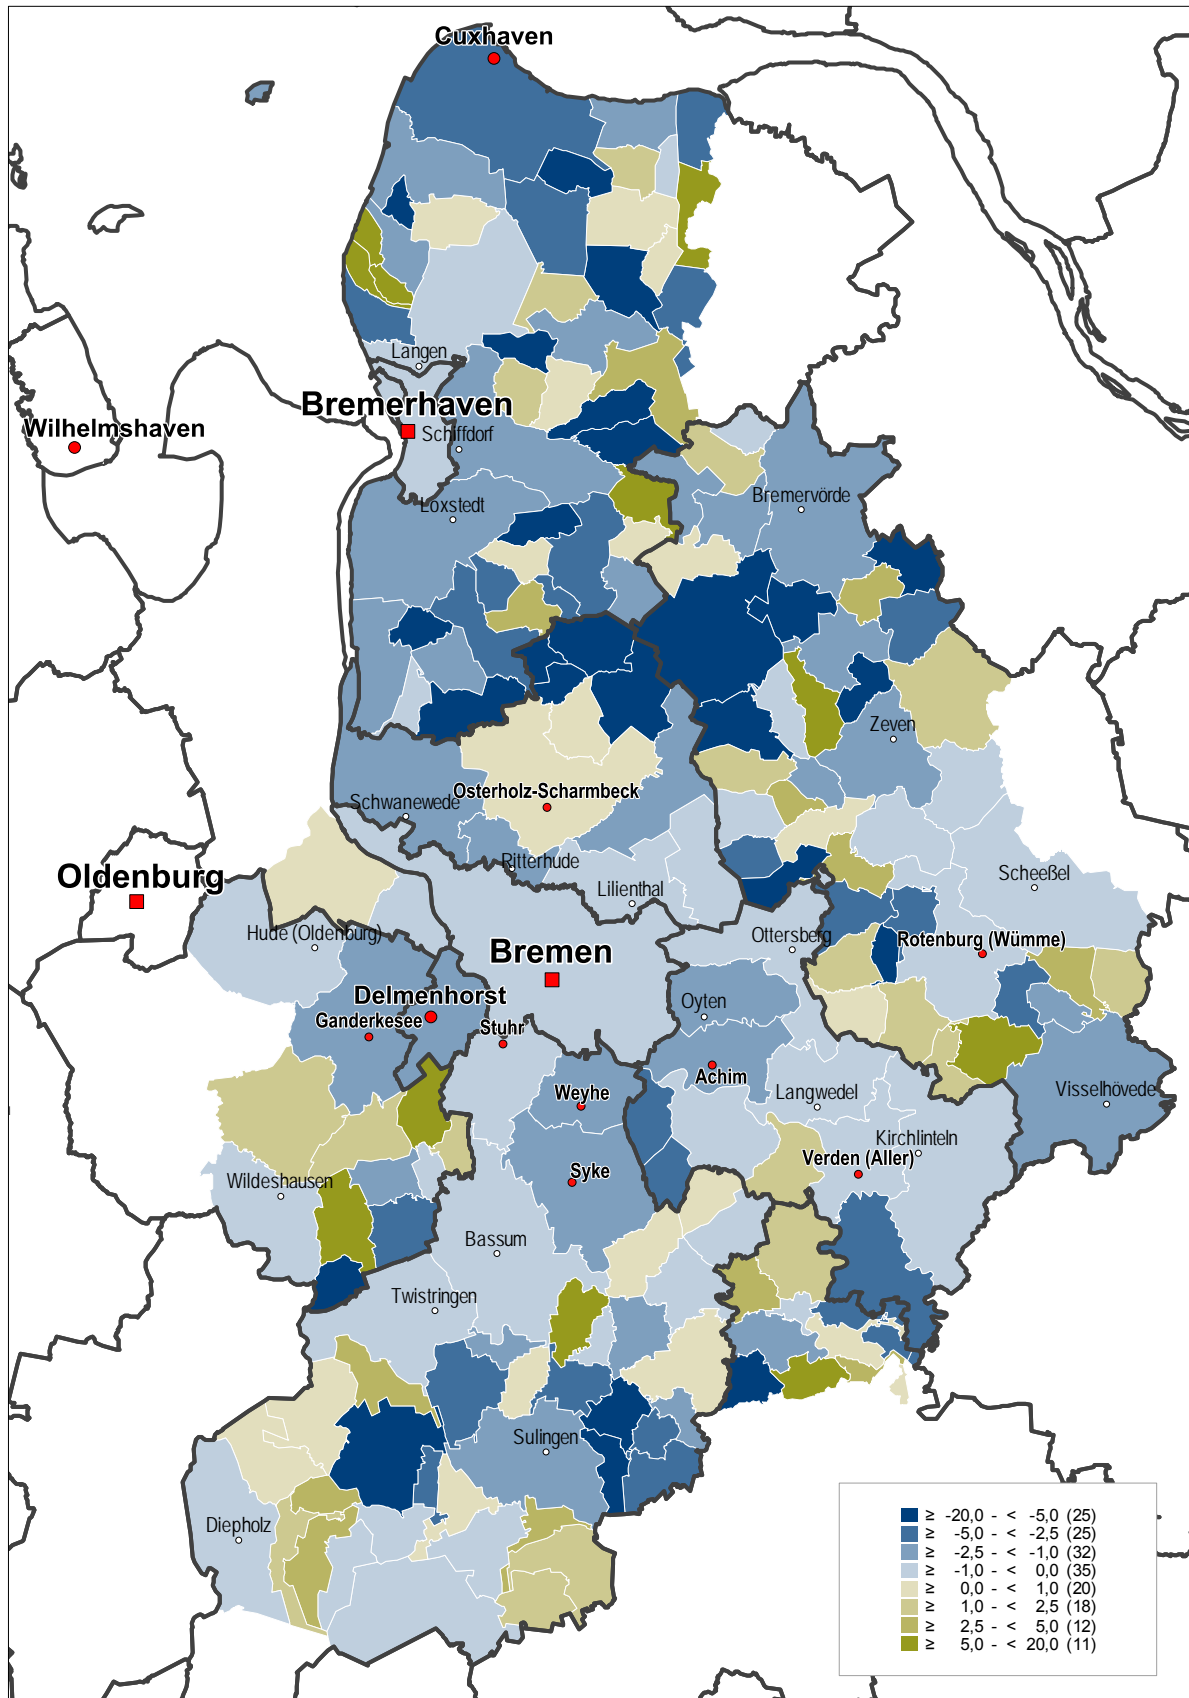 Cuxhaven
Langen
Bremerhaven
Wilhelmshaven
Schiffdorf
Bremervörde
Loxstedt
Zeven
Osterholz-Scharmbeck
Schwanewede
Ritterhude
Scheeßel
Oldenburg
Lilienthal
Hude (Oldenburg)
Ottersberg
Rotenburg (Wümme)
Bremen
Delmenhorst
Oyten
Ganderkesee
Stuhr
Achim
Weyhe
Langwedel
Visselhövede
Kirchlinteln
Verden (Aller)
Syke
Wildeshausen
Bassum
Twistringen
Sulingen
Diepholz
≥ -20,0 - < -5,0 (25)
≥ -5,0 - < -2,5 (25)
≥ -2,5 - < -1,0 (32)
≥ -1,0 - < 0,0 (35)
≥ 0,0 - < 1,0 (20)
≥ 1,0 - < 2,5 (18)
≥ 2,5 - < 5,0 (12)
≥ 5,0 - < 20,0 (11)